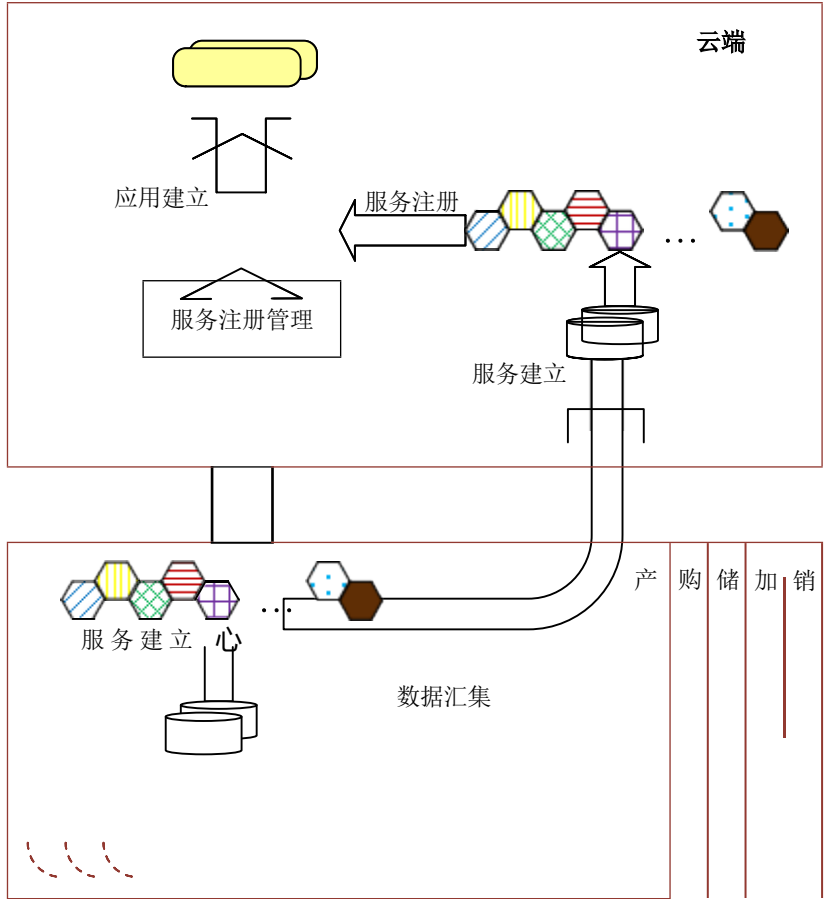 云端
应用建立
服务注册
…
服务注册管理
服务建立
产 购 储 加 销
…
服务建立 心
数据汇集